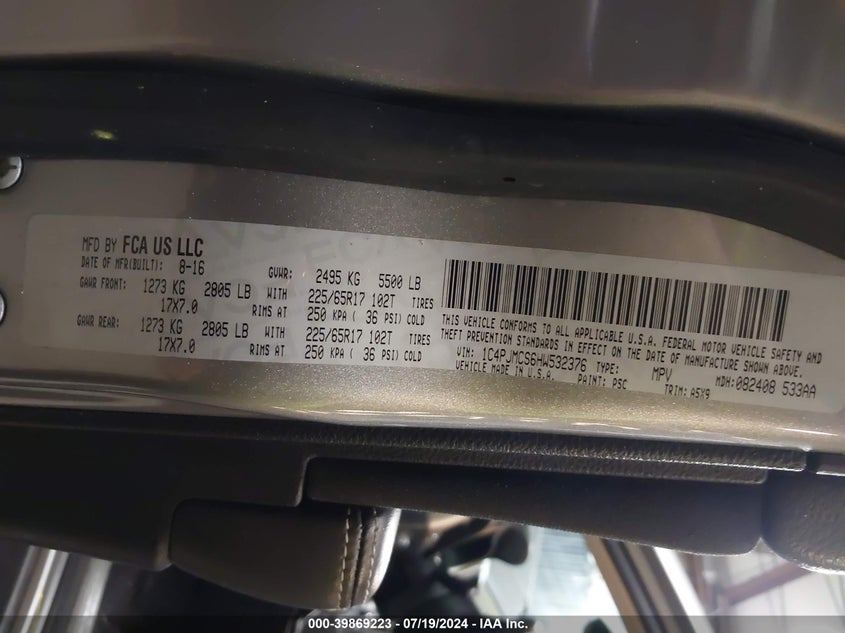 MFD BY FCA US LLC
DATE OF MFR(BUILT): 8-16 GVWR: 2495 KG 5500 LB
GAWR FRONT: 1273 KG 2805 LB WITH 225/65R17 102T TIRES
17X7.0 RIMS AT 250 KPA ( 36 PSI) COLD
GAWR REAR: 1273 KG 2805 LB WITH 225/65R17 102T TIRES
17X7.0 RIMS AT 250 KPA ( 36 PSI) COLD
THIS VEHICLE CONFORMS TO ALL APPLICABLE U.S.A. FEDERAL MOTOR VEHICLE SAFETY AND
THEFT PREVENTION STANDARDS IN EFFECT ON THE DATE OF MANUFACTURE SHOWN ABOVE.
VIN: 1C4PJMCS6HW532376 TYPE: MPV MDH:082408 533AA
VEHICLE MADE IN U.S.A. PAINT: PSC TRIM: A5X9
000-39869223 - 07/19/2024 - IAA Inc.